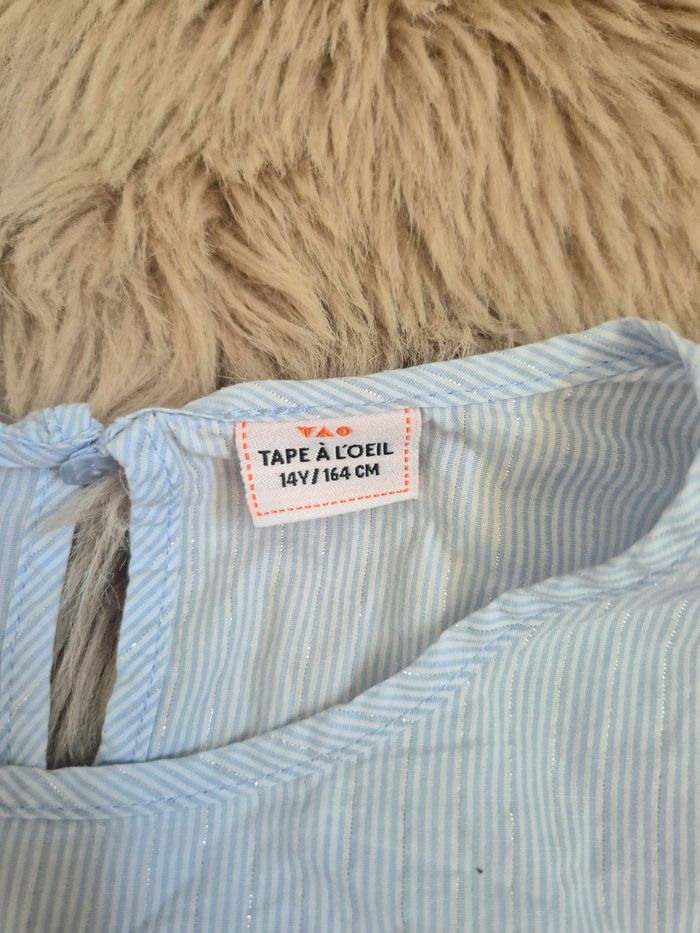 TAO
TAPE À L'OEIL
14Y/164 CM